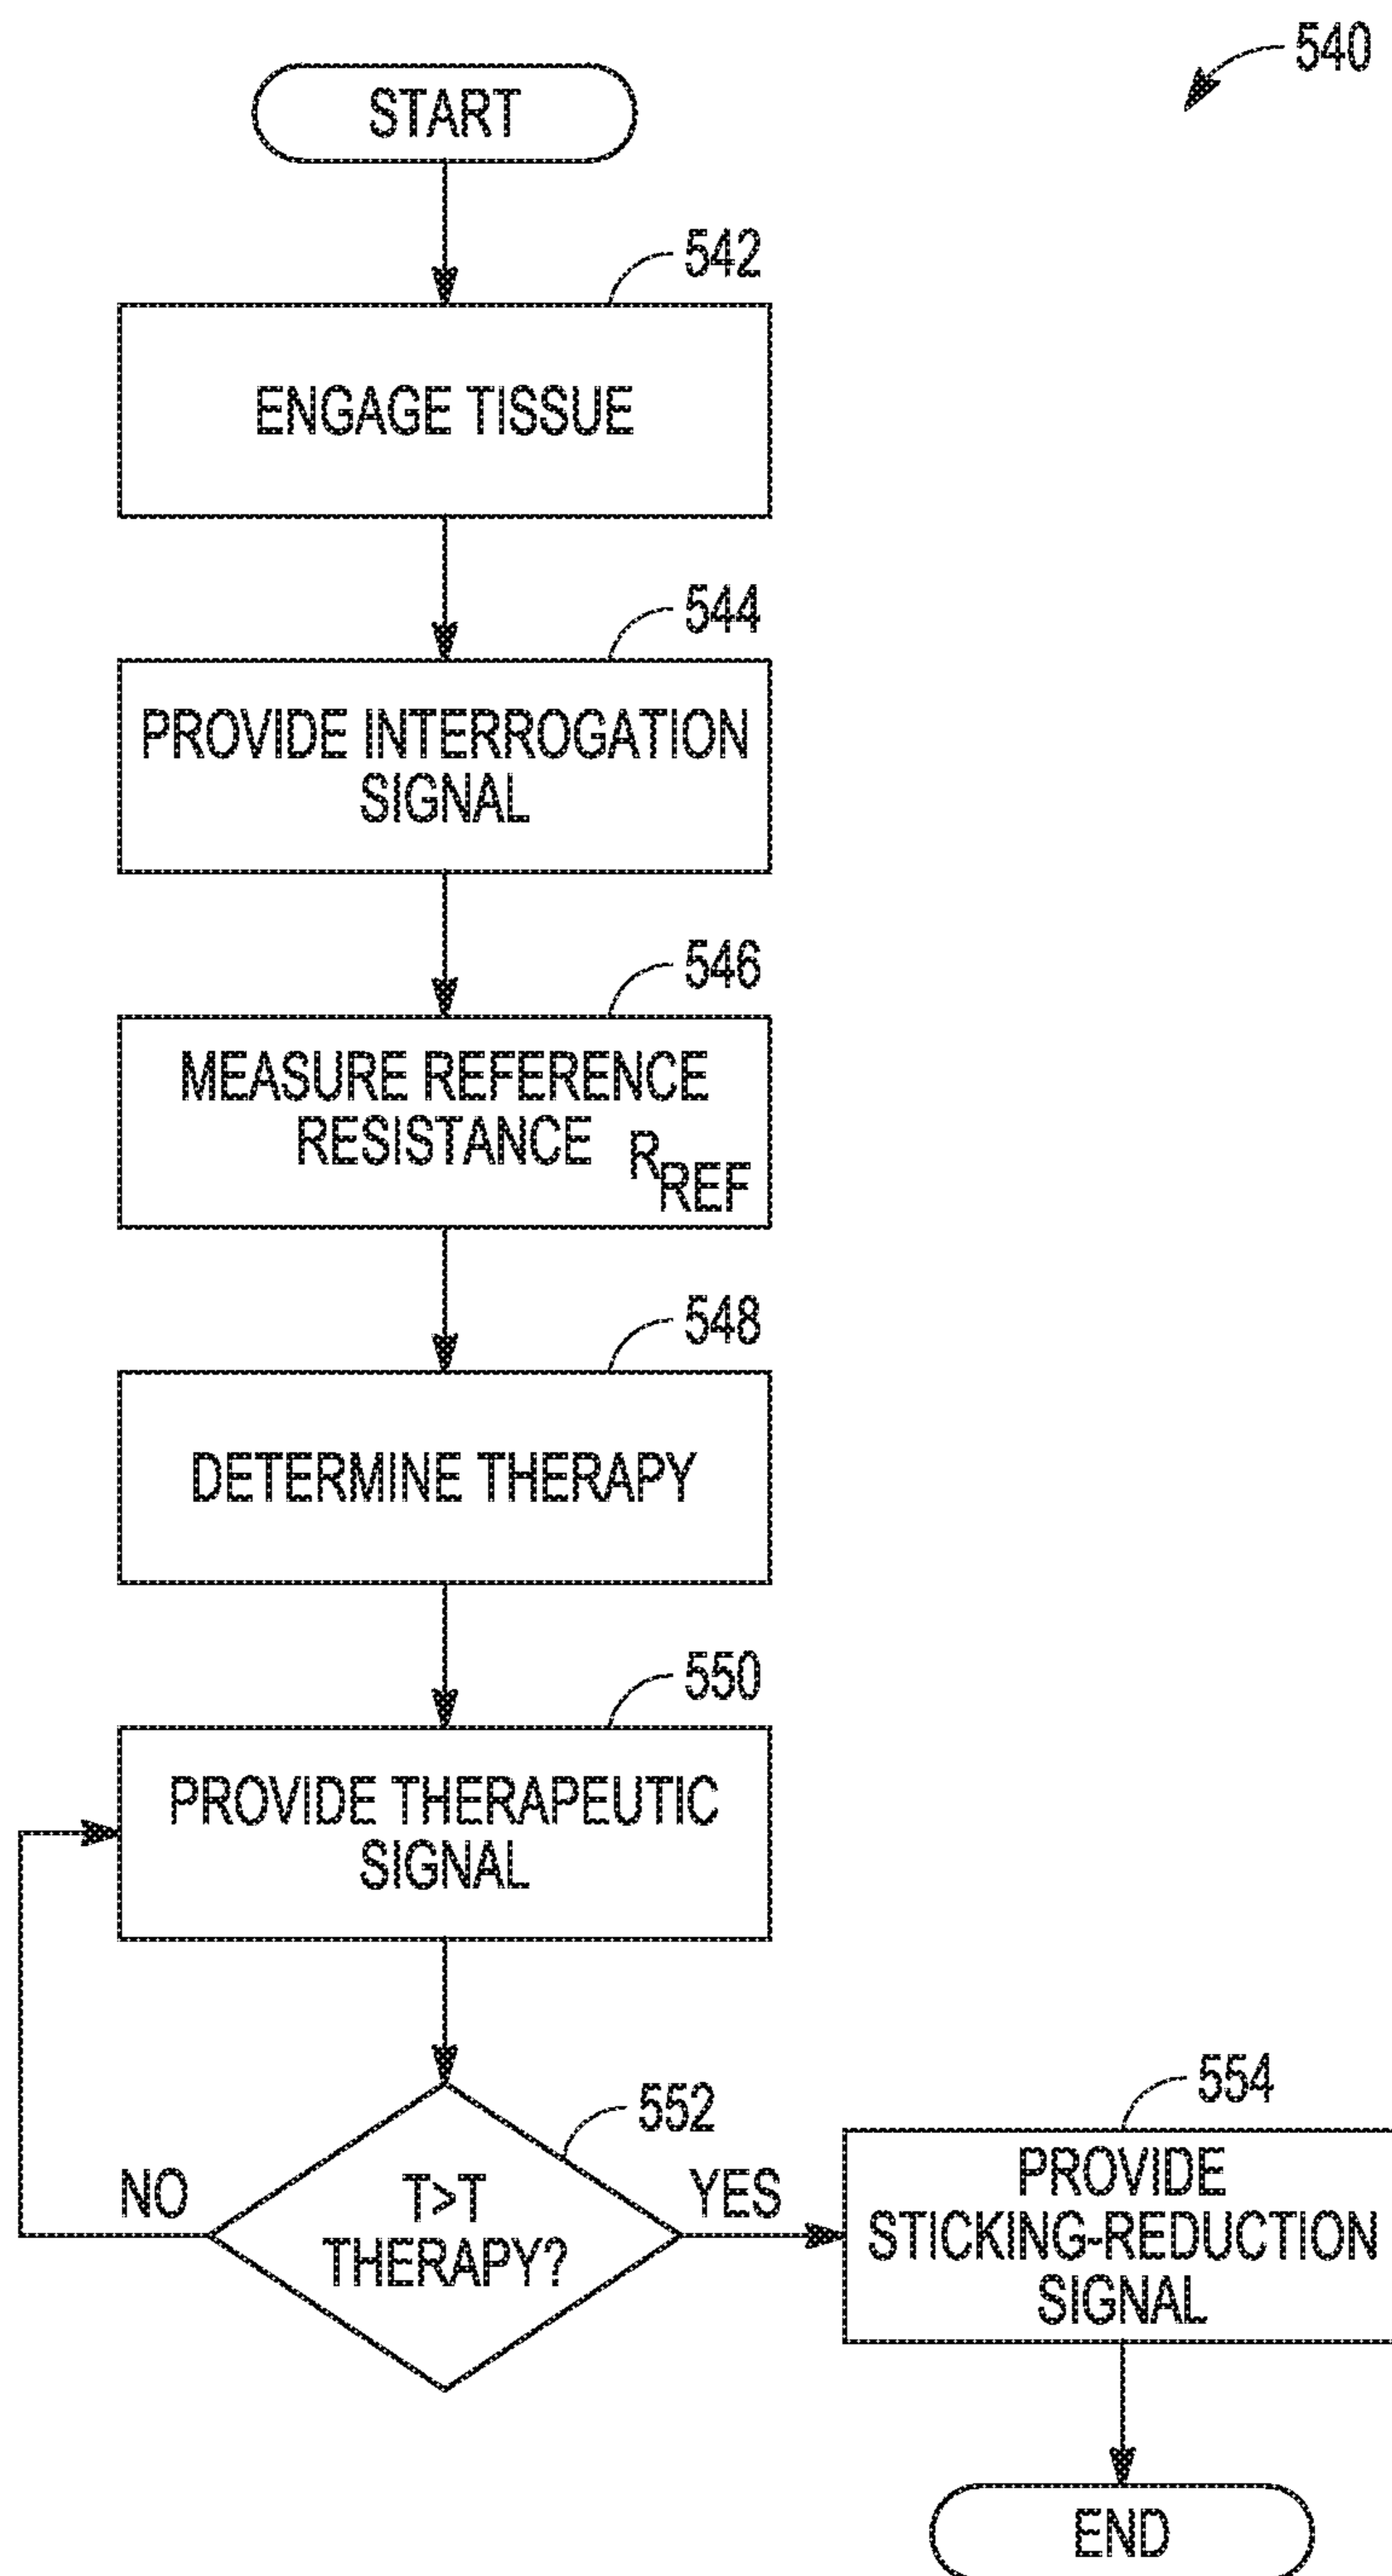 540
START
542
ENGAGE TISSUE
544
PROVIDE INTERROGATION
SIGNAL
546
MEASURE REFERENCE
RESISTANCE R REF
548
DETERMINE THERAPY
550
PROVIDE THERAPEUTIC
SIGNAL
552
NO
T>T
THERAPY?
YES
554
PROVIDE
STICKING-REDUCTION
SIGNAL
END